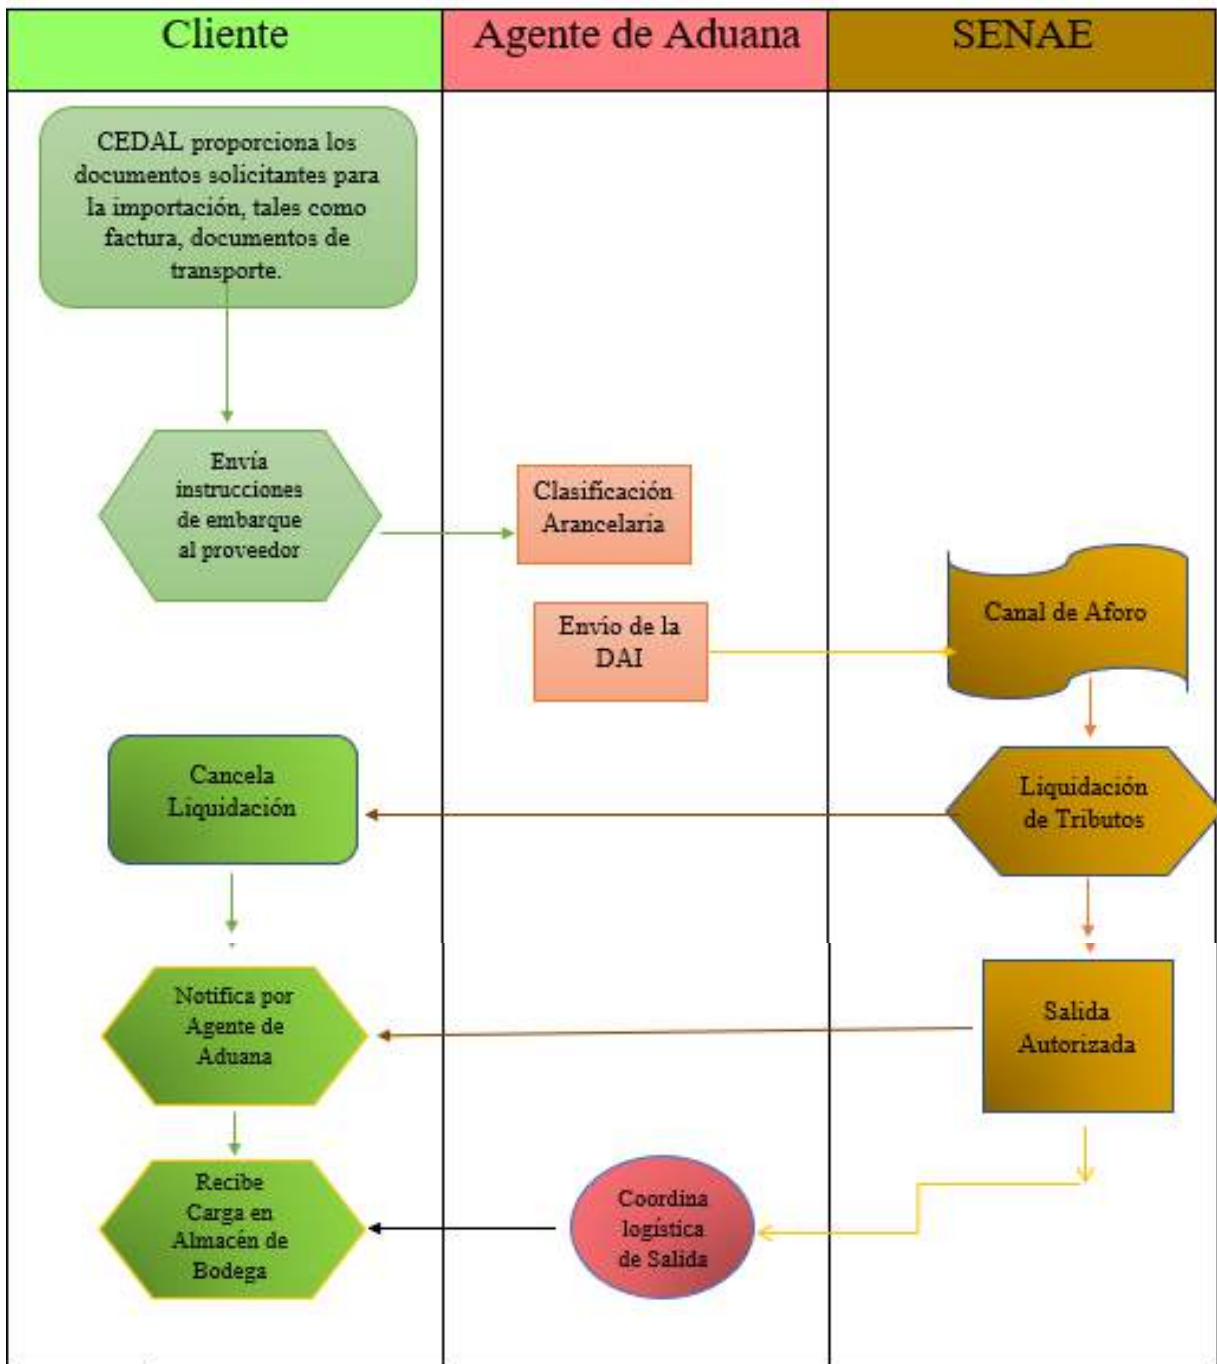 Cliente
Agente de Aduana
SENAE
CEDAL proporciona los
documentos solicitantes para
la importación, tales como
factura, documentos de
transporte.
Envía
instrucciones
de embarque
al proveedor
Clasificación
Arancelaria
Envio de la
DAI
Canal de Aforo
Cancela
Liquidación
Liquidación
de Tributos
Notifica por
Agente de
Aduana
Salida
Autorizada
Recibe
Carga en
Almacén de
Bodega
Coordina
logística
de Salida